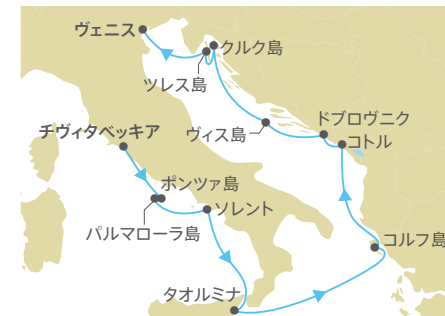 ヴェニス
クルク島
ツレス島
ドブロヴニク
ヴィス島
コトル
チヴィタベッキア
ポンツァ島
ソレント
パルマローラ島
コルフ島
タオルミナ